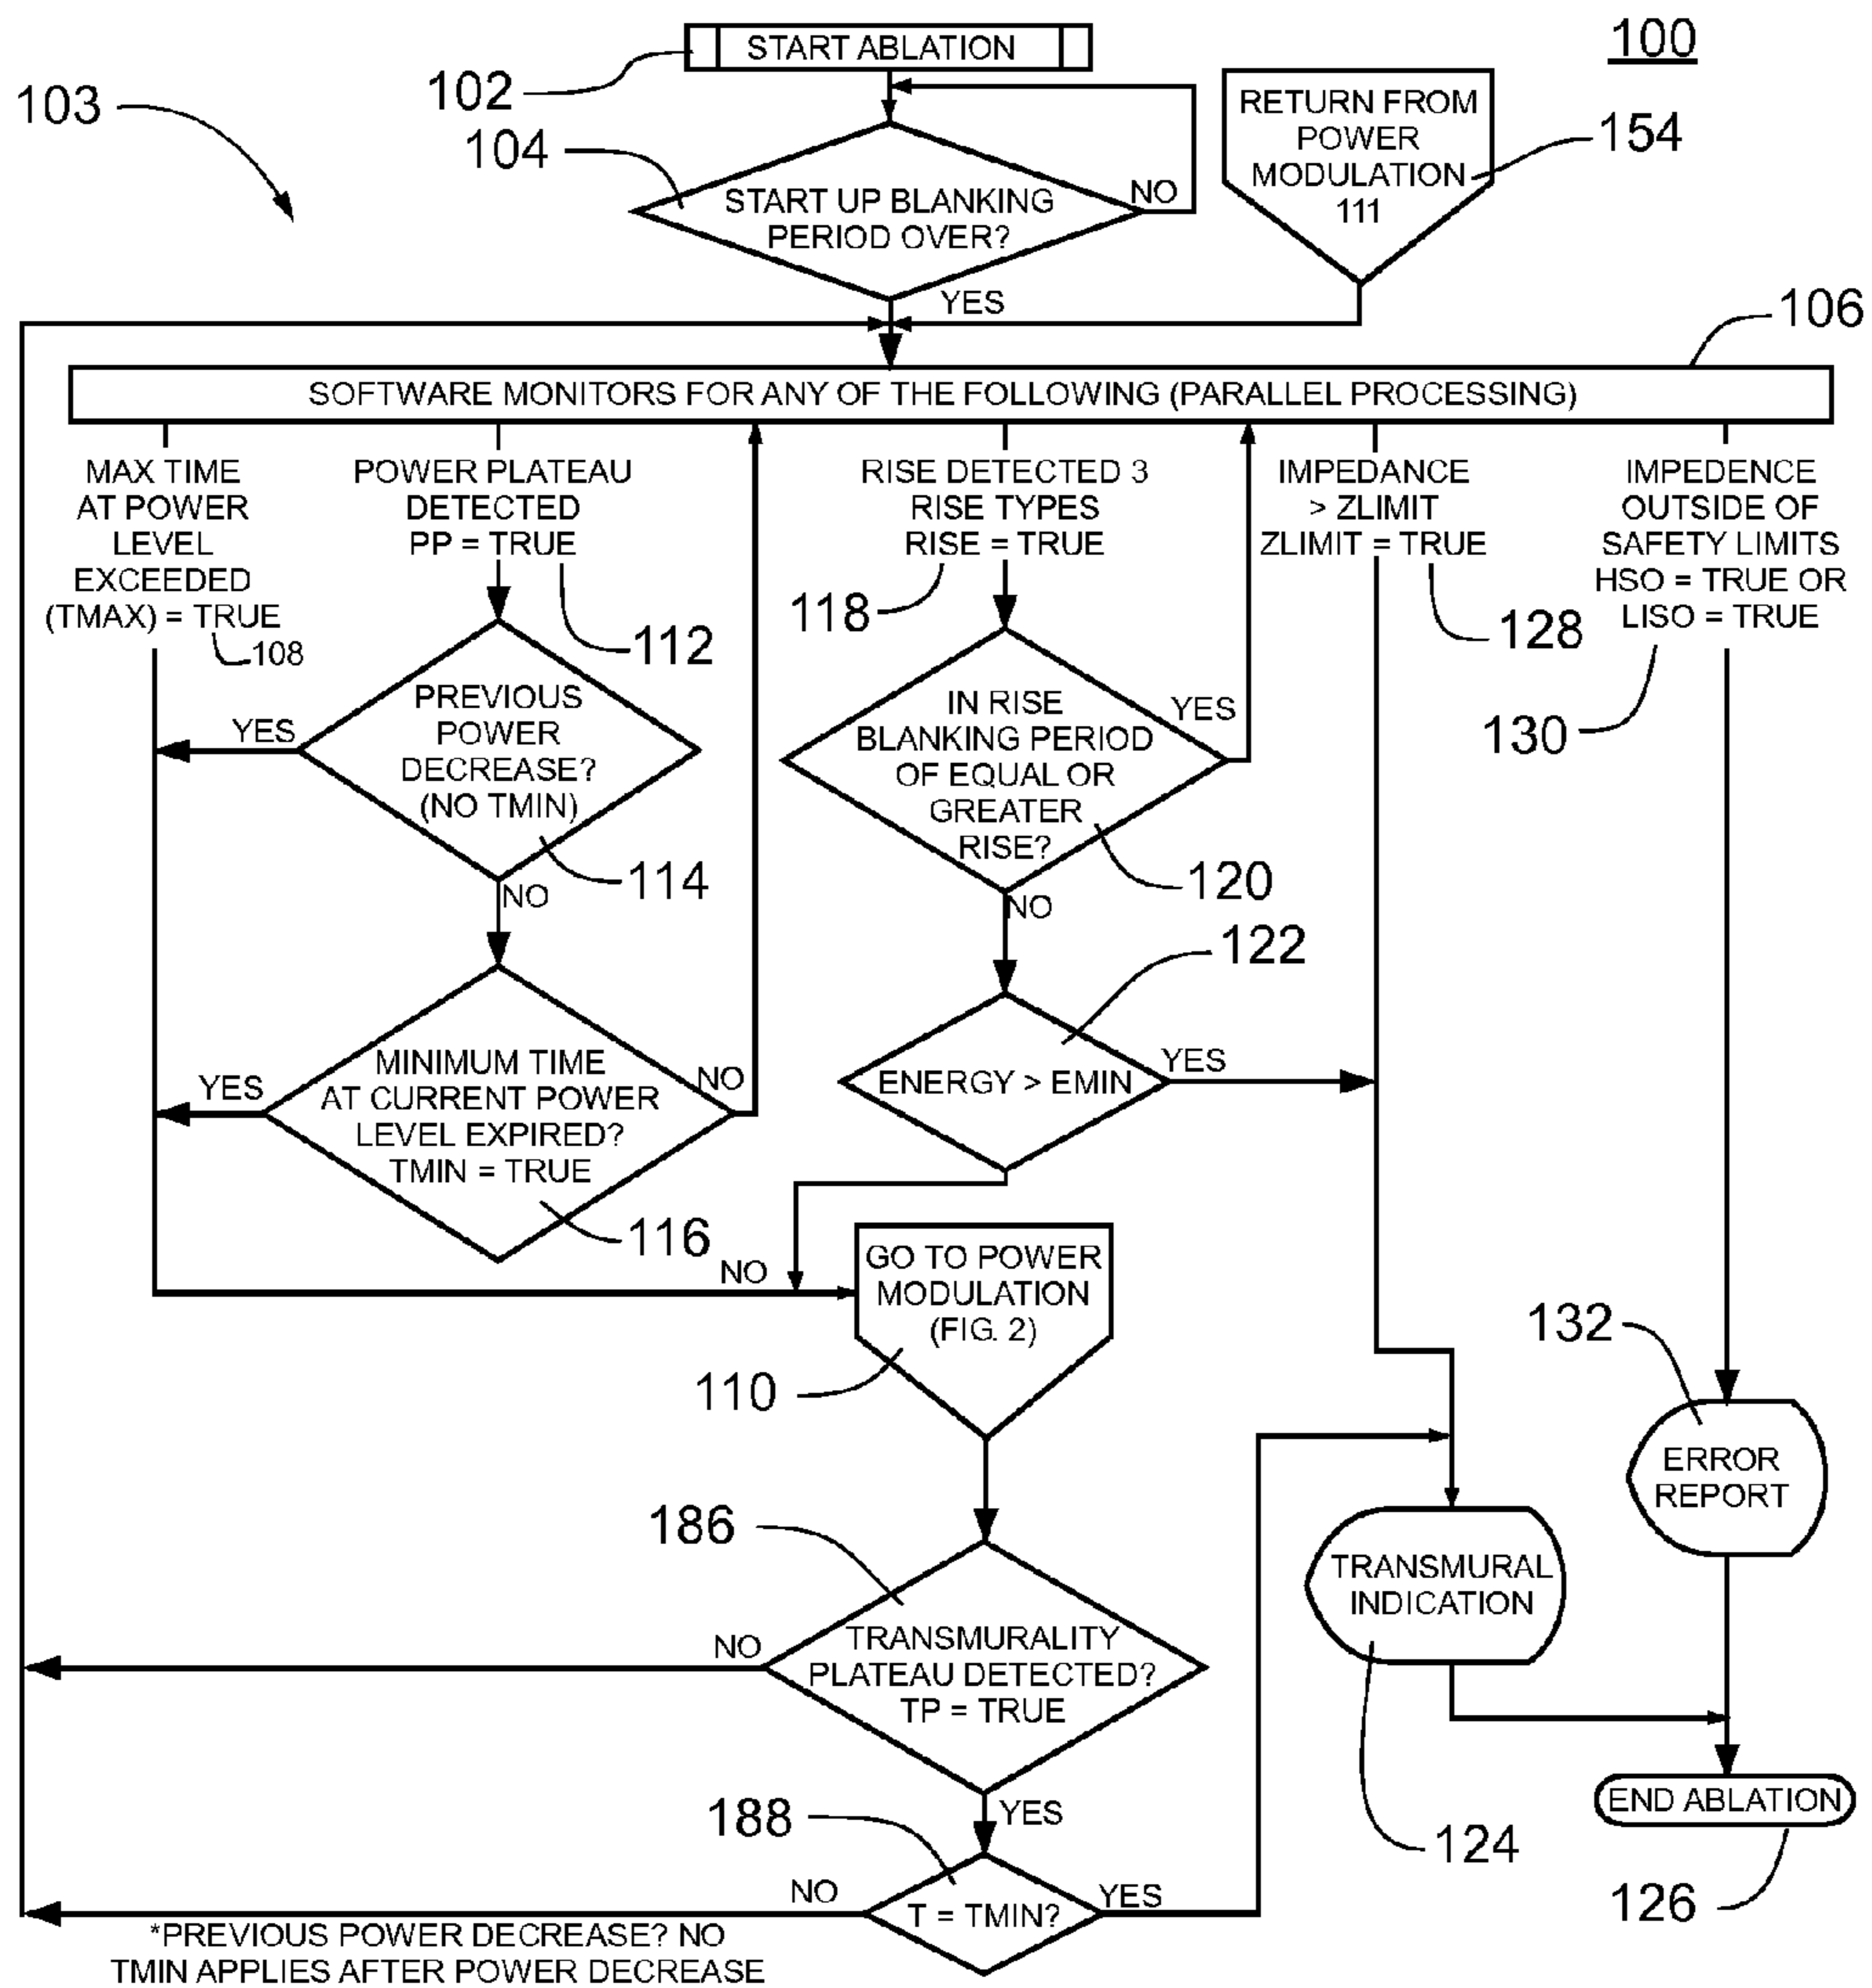 100
START ABLATION
102
103
104
START UP BLANKING
PERIOD OVER?
NO
YES
RETURN FROM
POWER
MODULATION
111
154
106
SOFTWARE MONITORS FOR ANY OF THE FOLLOWING (PARALLEL PROCESSING)
MAX TIME
AT POWER
LEVEL
EXCEEDED
(TMAX) = TRUE
108
POWER PLATEAU
DETECTED
PP = TRUE
112
RISE DETECTED 3
RISE TYPES
RISE = TRUE
118
IMPEDANCE
> ZLIMIT
ZLIMIT = TRUE
128
IMPEDENCE
OUTSIDE OF
SAFETY LIMITS
HSO = TRUE OR
LISO = TRUE
130
PREVIOUS
POWER
DECREASE?
(NO TMIN)
YES
114
NO
IN RISE
BLANKING PERIOD
OF EQUAL OR
GREATER
RISE?
YES
120
NO
MINIMUM TIME
AT CURRENT POWER
LEVEL EXPIRED?
TMIN = TRUE
YES
NO
116
122
ENERGY > EMIN
YES
NO
GO TO POWER
MODULATION
(FIG. 2)
110
132
ERROR
REPORT
186
TRANSMURALITY
PLATEAU DETECTED?
TP = TRUE
NO
YES
TRANSMURAL
INDICATION
124
END ABLATION
126
188
T = TMIN?
NO
YES
*PREVIOUS POWER DECREASE? NO
TMIN APPLIES AFTER POWER DECREASE